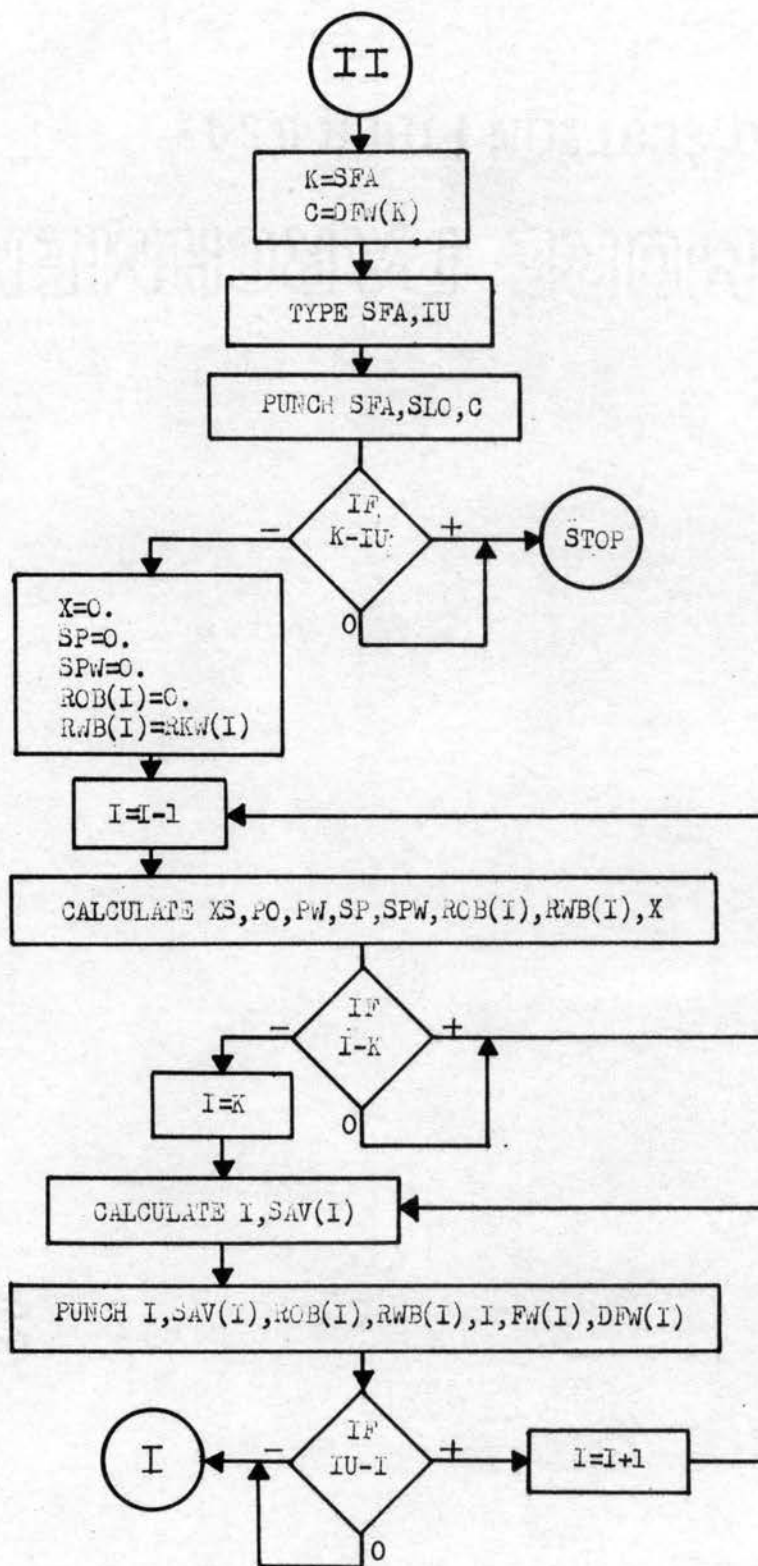 II
K=SFA
C=DFW(K)
TYPE SFA,IU
PUNCH SFA,SLO,C
IF
K-IU
-
+
0
STOP
X=0.
SP=0.
SPW=0.
ROB(I)=0.
RWB(I)=RKW(I)
I=I-1
CALCULATE XS,PO,PW,SP,SPW,ROB(I),RWB(I),X
IF
I-K
-
+
0
I=K
CALCULATE I,SAV(I)
PUNCH I,SAV(I),ROB(I),RWB(I),I,FW(I),DFW(I)
I
IF
IU-I
-
+
0
I=I+1